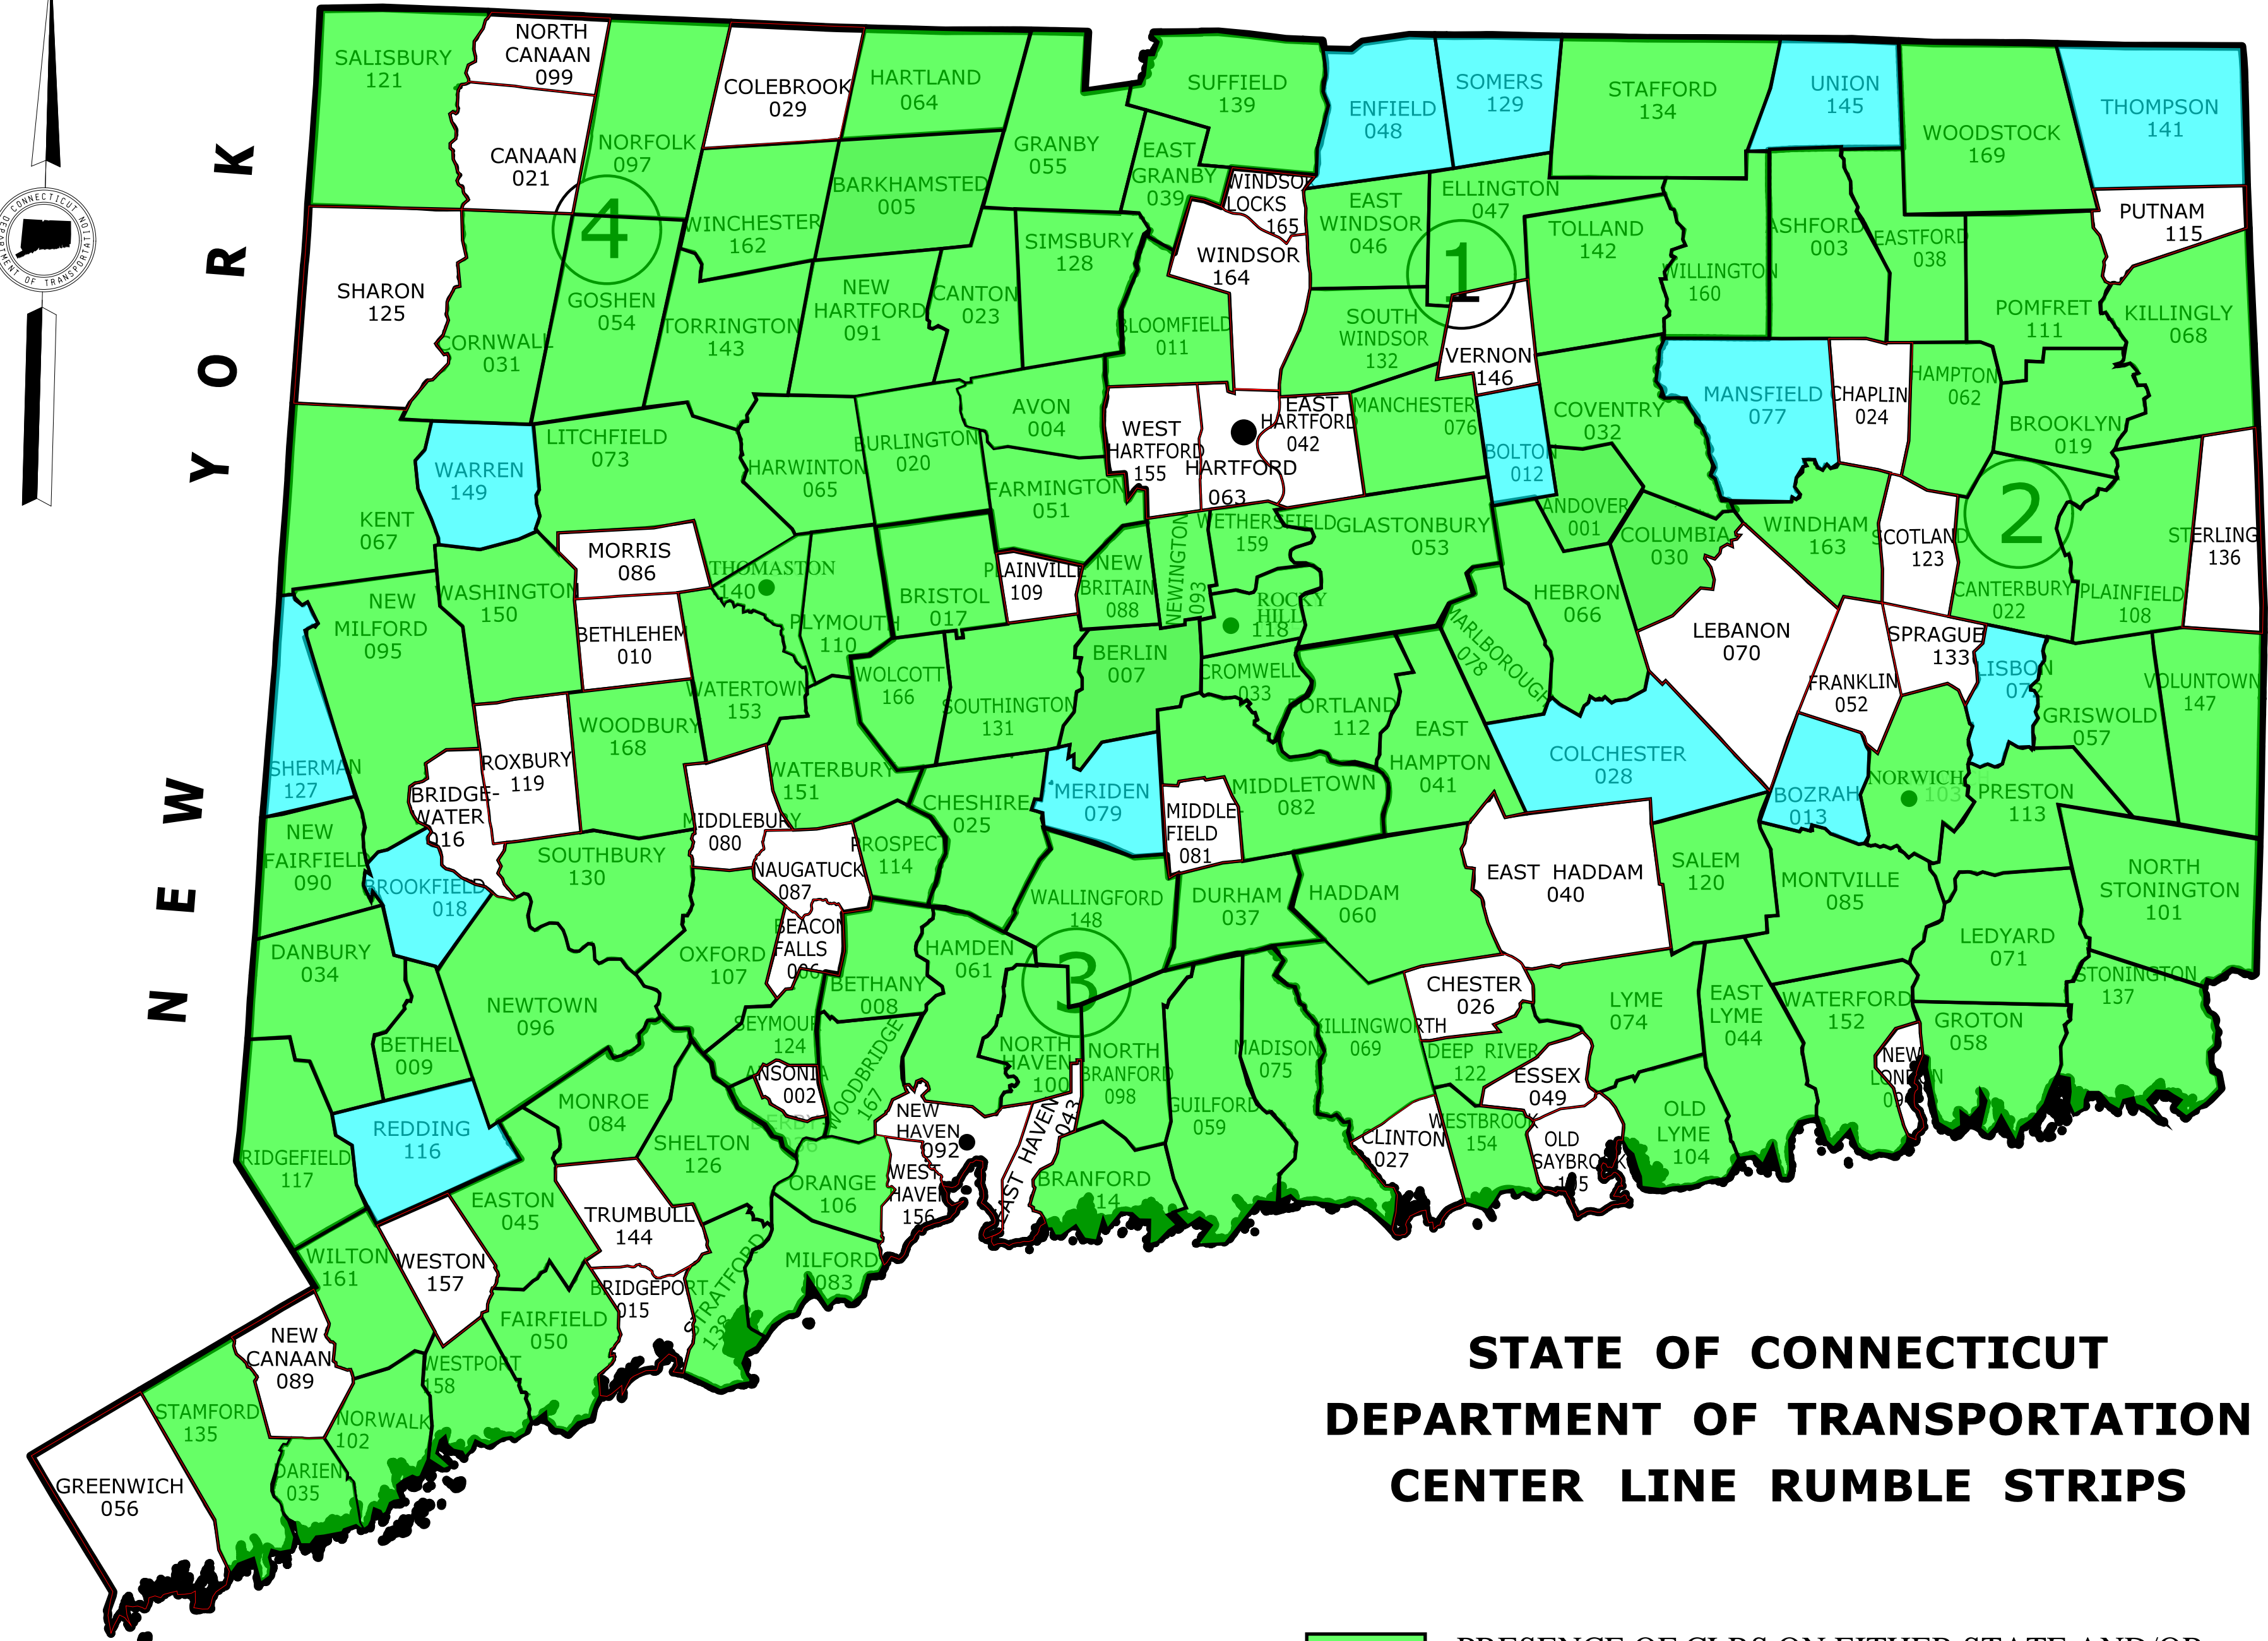 SALISBURY
121
NORTH
CANAAN
099
CANAAN
021
NORFOLK
097
COLEBROOK
029
HARTLAND
064
GRANBY
055
SUFFIELD
139
EAST
GRANBY
039
WINDSOR
LOCKS
165
WINDSOR
164
ENFIELD
048
SOMERS
129
STAFFORD
134
UNION
145
WOODSTOCK
169
THOMPSON
141
PUTNAM
115
SHARON
125
CORNWALL
031
4
GOSHEN
054
WINCHESTER
162
BARKHAMSTED
005
TORRINGTON
143
NEW
HARTFORD
091
CANTON
023
SIMSBURY
128
BLOOMFIELD
011
EAST
WINDSOR
046
ELLINGTON
047
1
SOUTH
WINDSOR
132
VERNON
146
TOLLAND
142
WILLINGTON
160
ASHFORD
003
EASTFORD
038
POMFRET
111
KILLINGLY
068
KENT
067
WARREN
149
LITCHFIELD
073
HARWINTON
065
BURLINGTON
020
AVON
004
FARMINGTON
051
WEST
HARTFORD
155
HARTFORD
063
EAST
HARTFORD
042
MANCHESTER
076
BOLTON
012
COVENTRY
032
MANSFIELD
077
CHAPLIN
024
HAMPTON
062
BROOKLYN
019
2
STERLING
136
MORRIS
086
THOMASTON
140
PLYMOUTH
110
BRISTOL
017
PLAINVILLE
109
NEW
BRITAIN
088
NEWINGTON
093
WETHERSFIELD
159
ROCKY
HILL
118
GLASTONBURY
053
ANDOVER
001
COLUMBIA
030
HEBRON
066
MARLBOROUGH
078
WINDHAM
163
SCOTLAND
123
CANTERBURY
022
PLAINFIELD
108
NEW
MILFORD
095
WASHINGTON
150
BETHLEHEM
010
WATERTOWN
153
WOLCOTT
166
SOUTHINGTON
131
BERLIN
007
CROMWELL
033
PORTLAND
112
EAST
HAMPTON
041
COLCHESTER
028
LEBANON
070
FRANKLIN
052
SPRAGUE
133
LISBON
072
GRISWOLD
057
VOLUNTOWN
147
SHERMAN
127
BRIDGE-
WATER
016
ROXBURY
119
WOODBURY
168
MIDDLEBURY
080
WATERBURY
151
CHESHIRE
025
MERIDEN
079
MIDDLE-
FIELD
081
MIDDLETOWN
082
BOZRAH
013
NORWICH
103
PRESTON
113
NEW
FAIRFIELD
090
BROOKFIELD
018
SOUTHBURY
130
NAUGATUCK
087
PROSPECT
114
WALLINGFORD
148
DURHAM
037
HADDAM
060
EAST HADDAM
040
SALEM
120
MONTVILLE
085
LEDYARD
071
NORTH
STONINGTON
101
DANBURY
034
NEWTOWN
096
OXFORD
107
BEACON
FALLS
006
BETHANY
008
HAMDEN
061
3
CHESTER
026
LYME
074
EAST
LYME
044
WATERFORD
152
NEW
LONDON
GROTON
058
STONINGTON
137
BETHEL
009
SEYMOUR
124
ANSONIA
002
DERBY
WOODBRIDGE
167
NORTH
HAVEN
100
NORTH
BRANFORD
098
GUILFORD
059
MADISON
075
KILLINGWORTH
069
DEEP RIVER
122
ESSEX
049
WESTBROOK
154
OLD
SAYBROOK
105
OLD
LYME
104
CLINTON
027
REDDING
116
RIDGEFIELD
117
MONROE
084
SHELTON
126
EASTON
045
TRUMBULL
144
ORANGE
106
NEW
HAVEN
092
WEST
HAVEN
156
EAST HAVEN
043
BRANFORD
014
WILTON
161
WESTON
157
FAIRFIELD
050
BRIDGEPORT
015
STRATFORD
138
MILFORD
083
NEW
CANAAN
089
WESTPORT
158
STAMFORD
135
NORWALK
102
DARIEN
035
GREENWICH
056
NEW YORK
CONNECTICUT
DEPARTMENT OF TRANSPORTATION
STATE OF CONNECTICUT
DEPARTMENT OF TRANSPORTATION
CENTER LINE RUMBLE STRIPS
PRESENCE OF CLRS ON EITHER STATE AND/OR